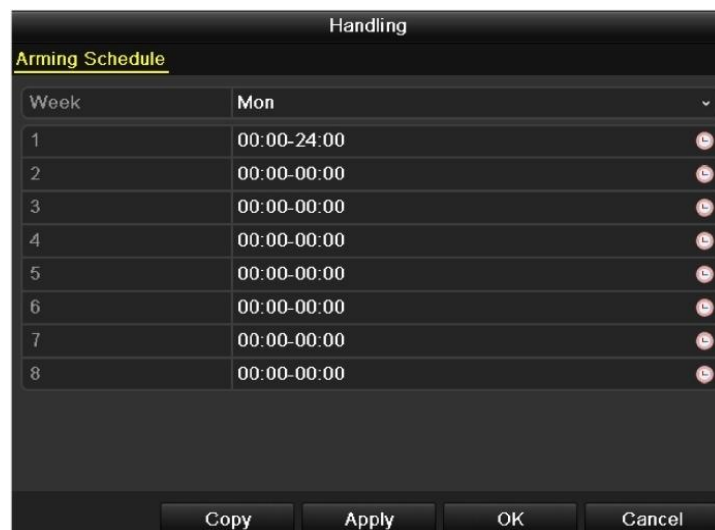 Handling
Arming Schedule
Week Mon
1 00:00-24:00
2 00:00-00:00
3 00:00-00:00
4 00:00-00:00
5 00:00-00:00
6 00:00-00:00
7 00:00-00:00
8 00:00-00:00
Copy Apply OK Cancel